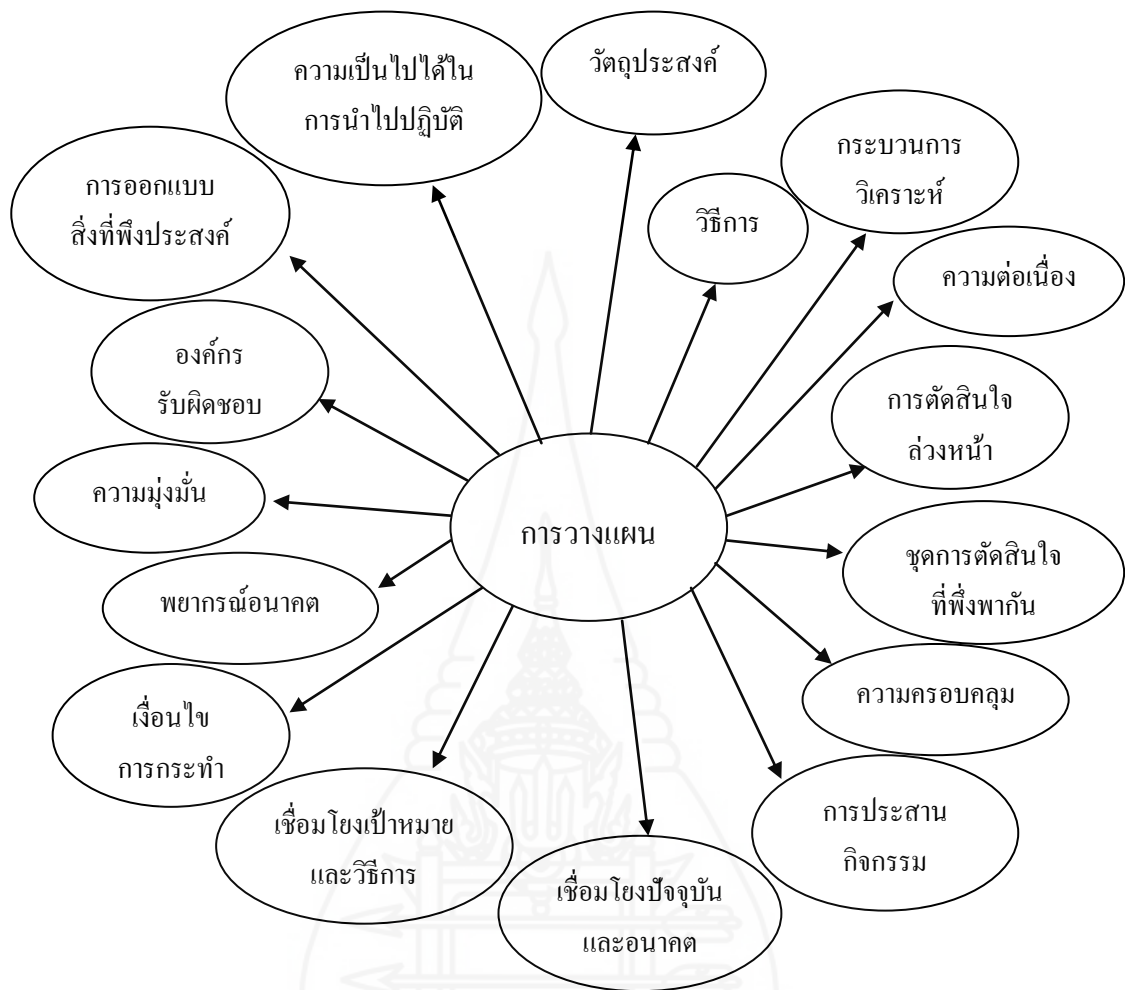 วัตถุประสงค์
ความเป็นไปได้ใน
การนำไปปฏิบัติ
กระบวนการ
วิเคราะห์
การออกแบบ
สิ่งที่พึงประสงค์
วิธีการ
ความต่อเนื่อง
องค์กร
รับผิดชอบ
การตัดสินใจ
ล่วงหน้า
ความมุ่งมั่น
การวางแผน
ชุดการตัดสินใจ
ที่พึ่งพากัน
พยากรณ์อนาคต
ความครอบคลุม
เงื่อนไข
การกระทำ
เชื่อมโยงเป้าหมาย
และวิธีการ
การประสาน
กิจกรรม
เชื่อมโยงปัจจุบัน
และอนาคต